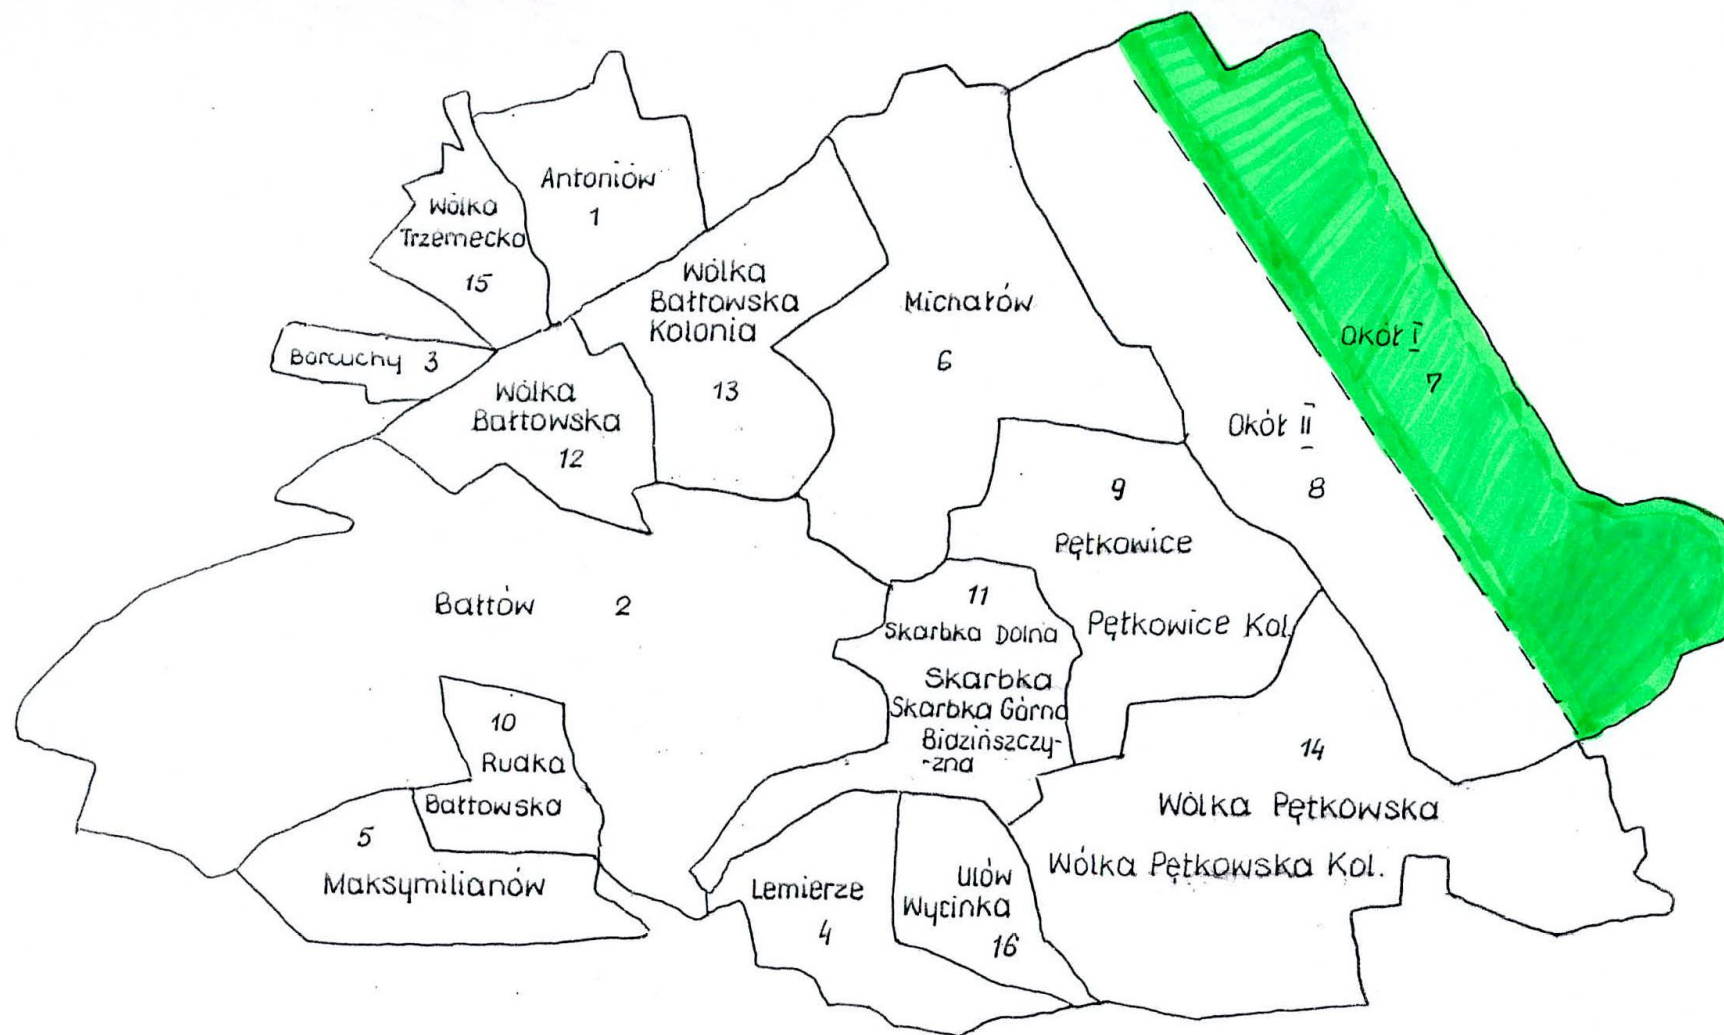 Antoniów
1
Wólka
Trzemecka
15
Borcuchy 3
Wólka
Bałtowska
12
Wólka
Bałtowska
Kolonia
13
Michałów
6
Okół I
7
Okół II
8
9
Pętkowice
Pętkowice Kol.
11
Skarbka Dolna
Skarbka
Skarbka Górna
Bidzińszczy-
-zna
Bałtów 2
10
Rudka
Bałtowska
5
Maksymilianów
Lemierze
4
Ulów
Wycinka
16
14
Wólka Pętkowska
Wólka Pętkowska Kol.